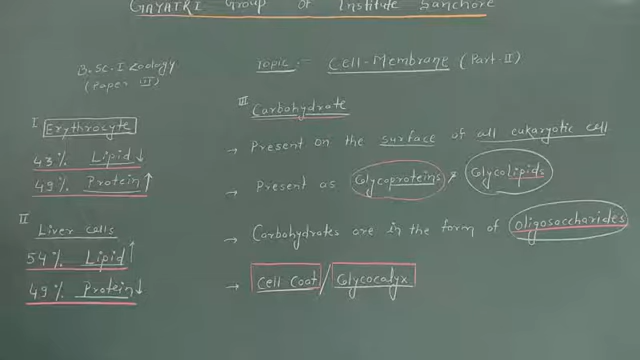 GAYATRI Group of Institute Sanchore
B.SC-I Zoology
(Paper III)
Topic :- Cell-Membrane (Part-II)
I Erythrocyte
43% Lipid ↓
49% Protein ↑
II Liver cells
54% Lipid ↑
49% Protein ↓
III Carbohydrate
→ Present on the surface of all eukaryotic cell
→ Present as Glycoproteins & Glycolipids
→ Carbohydrates are in the form of Oligosaccharides
→ Cell Coat / Glycocalyx